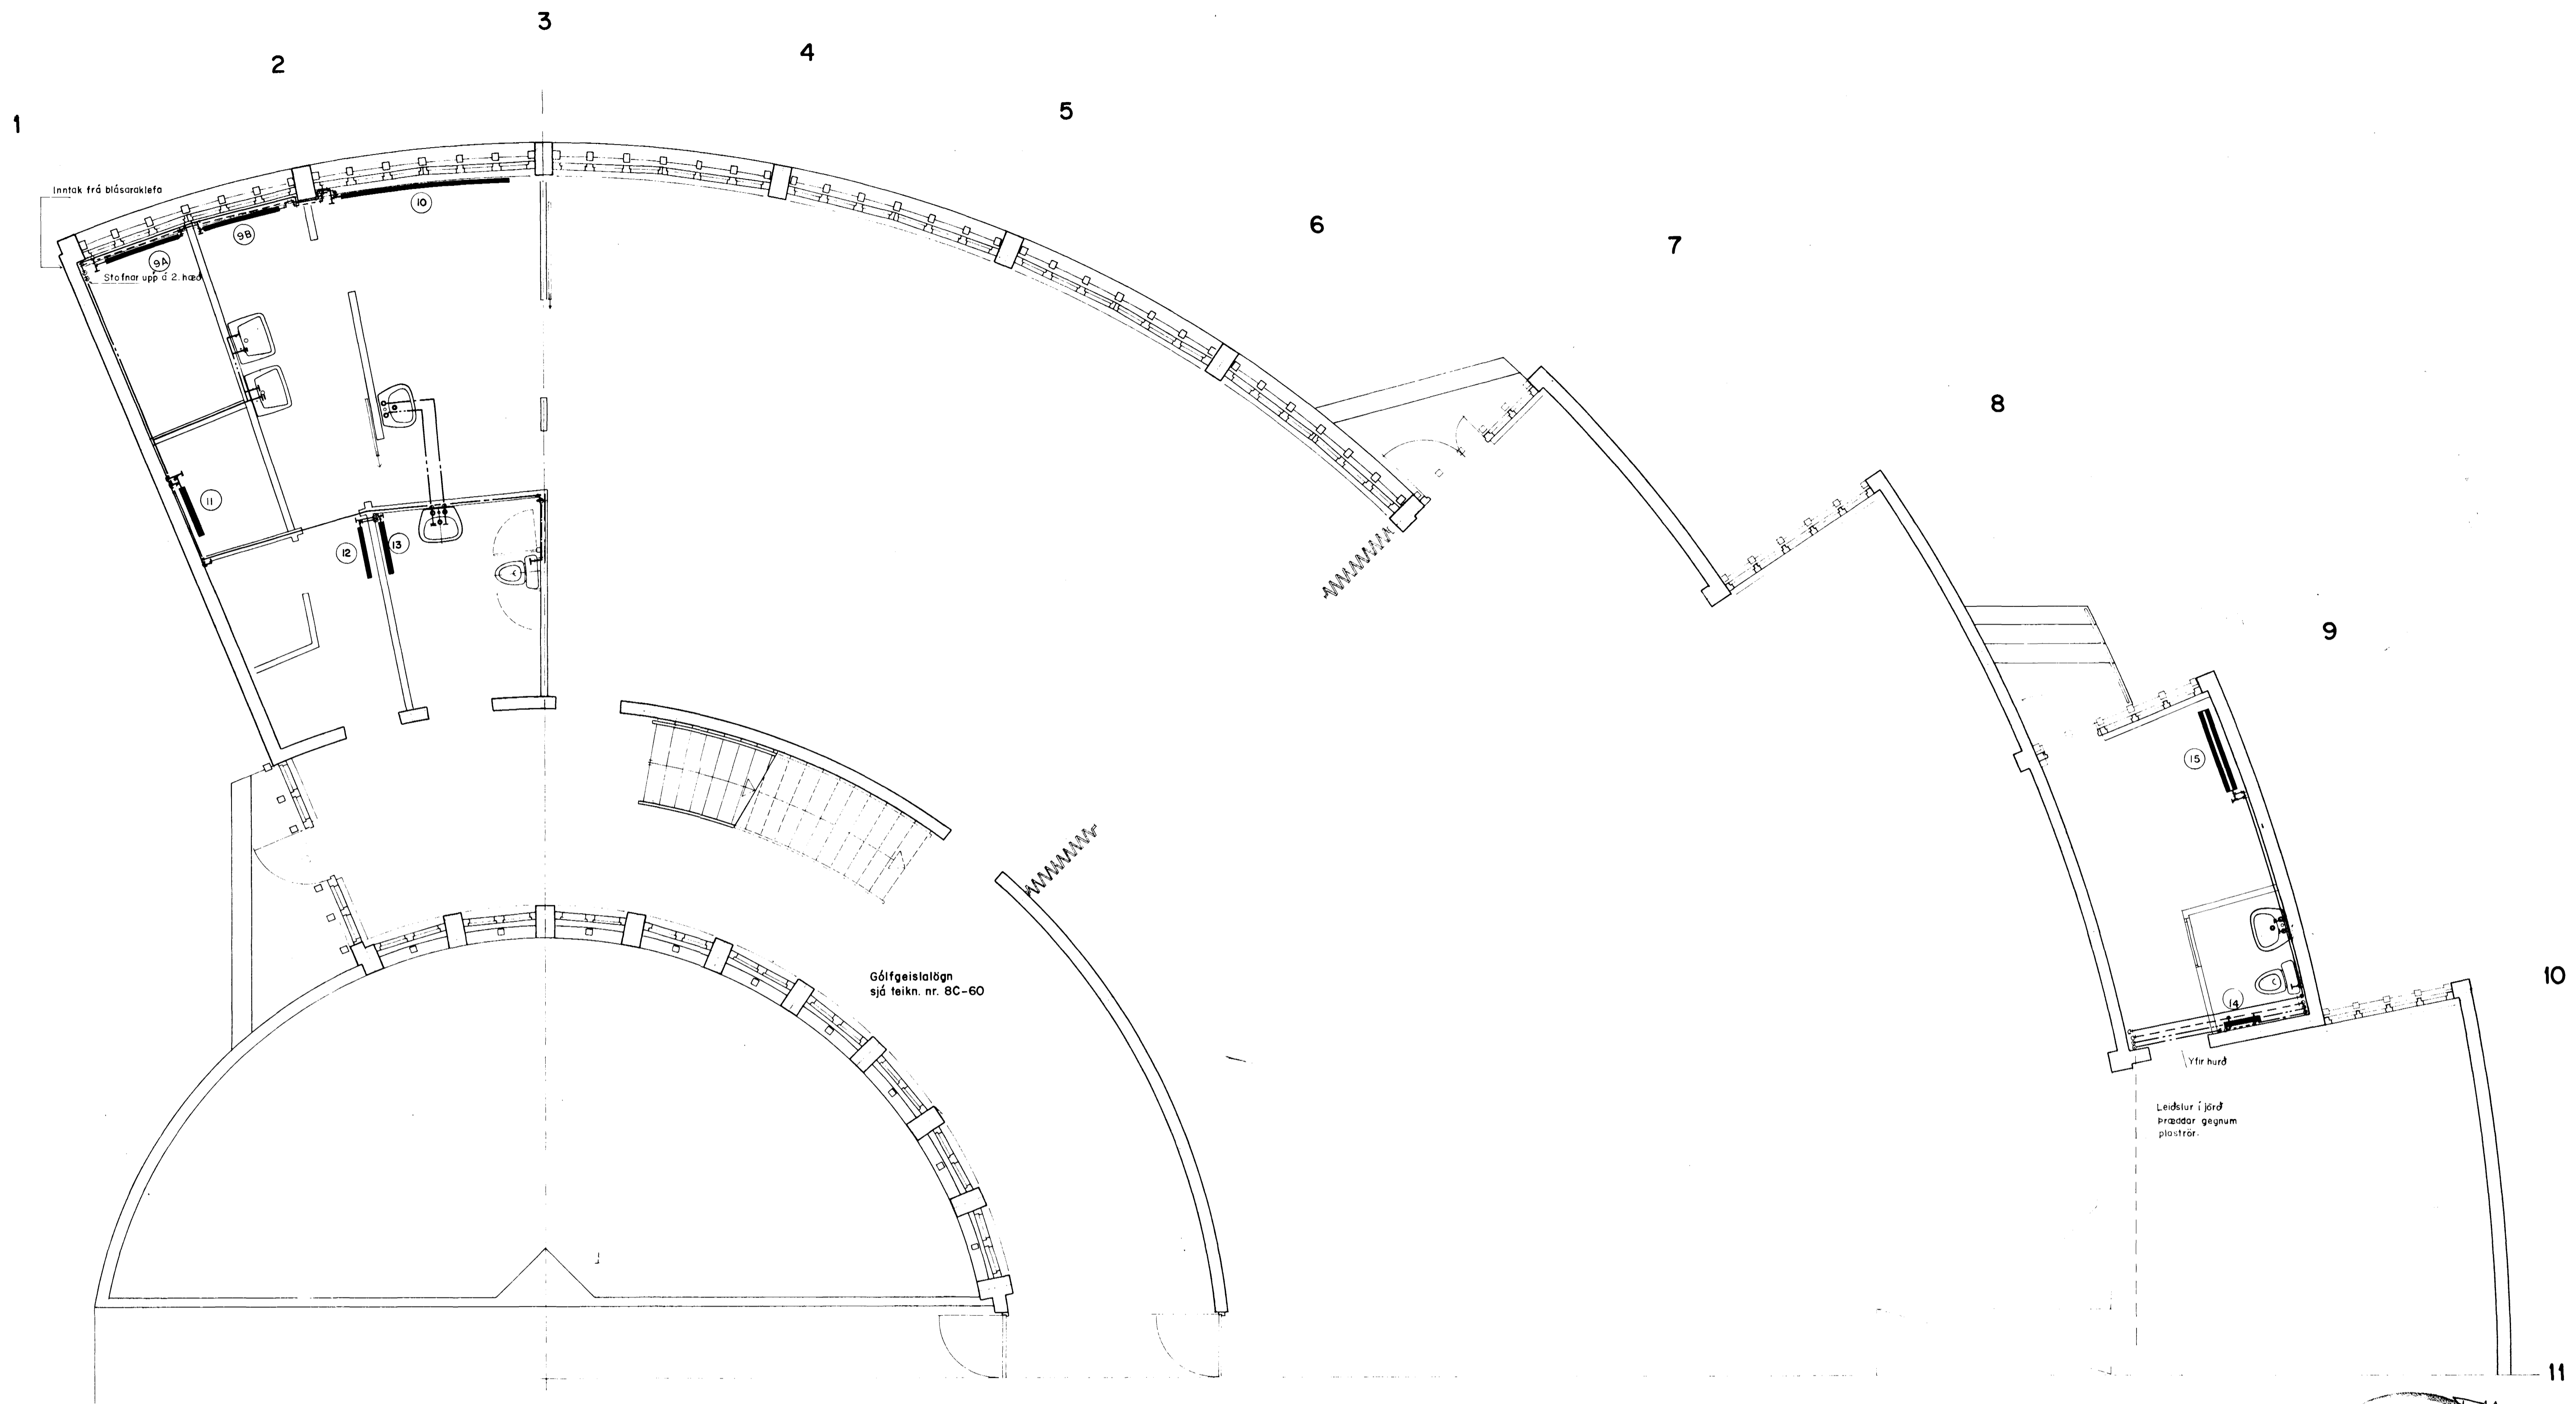 3
4
2
5
1
Inntak frá blásaraklefa
10
6
9B
7
9A
Stofnar upp á 2. hæð
8
11
13
12
9
15
Gólfgeislalögn
sjá teikn. nr. 8C-60
10
14
Yfir hurð
Leiðslur í jörð
Þræddar gegnum
plaströr.
11